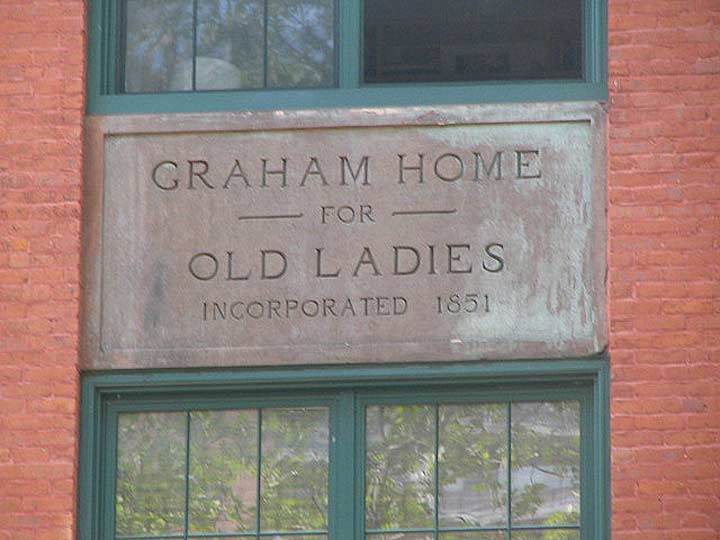 GRAHAM HOME
FOR
OLD LADIES
INCORPORATED 1851